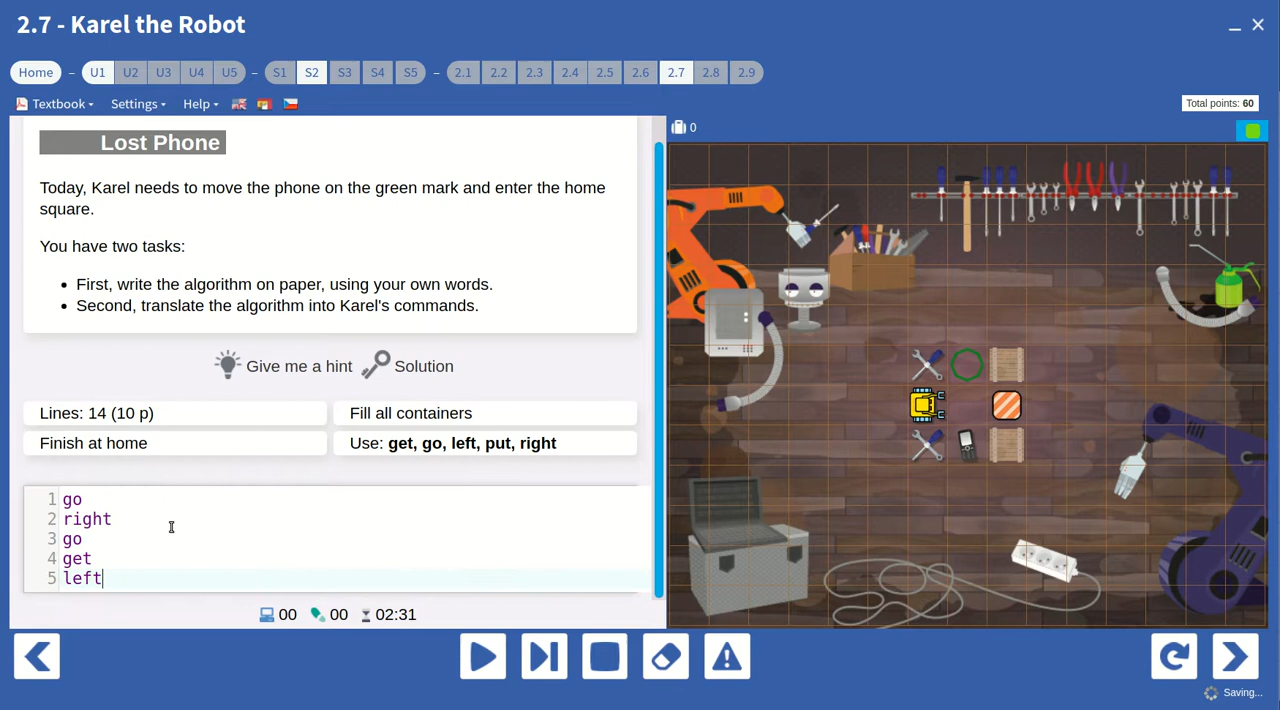 2.7 - Karel the Robot
Home – U1 U2 U3 U4 U5 – S1 S2 S3 S4 S5 – 2.1 2.2 2.3 2.4 2.5 2.6 2.7 2.8 2.9
Textbook Settings Help
Total points: 60
0
Lost Phone
Today, Karel needs to move the phone on the green mark and enter the home
square.
You have two tasks:
• First, write the algorithm on paper, using your own words.
• Second, translate the algorithm into Karel's commands.
Give me a hint Solution
Lines: 14 (10 p) Fill all containers
Finish at home Use: get, go, left, put, right
1 go
2 right
3 go
4 get
5 left
00 00 02:31
Saving...